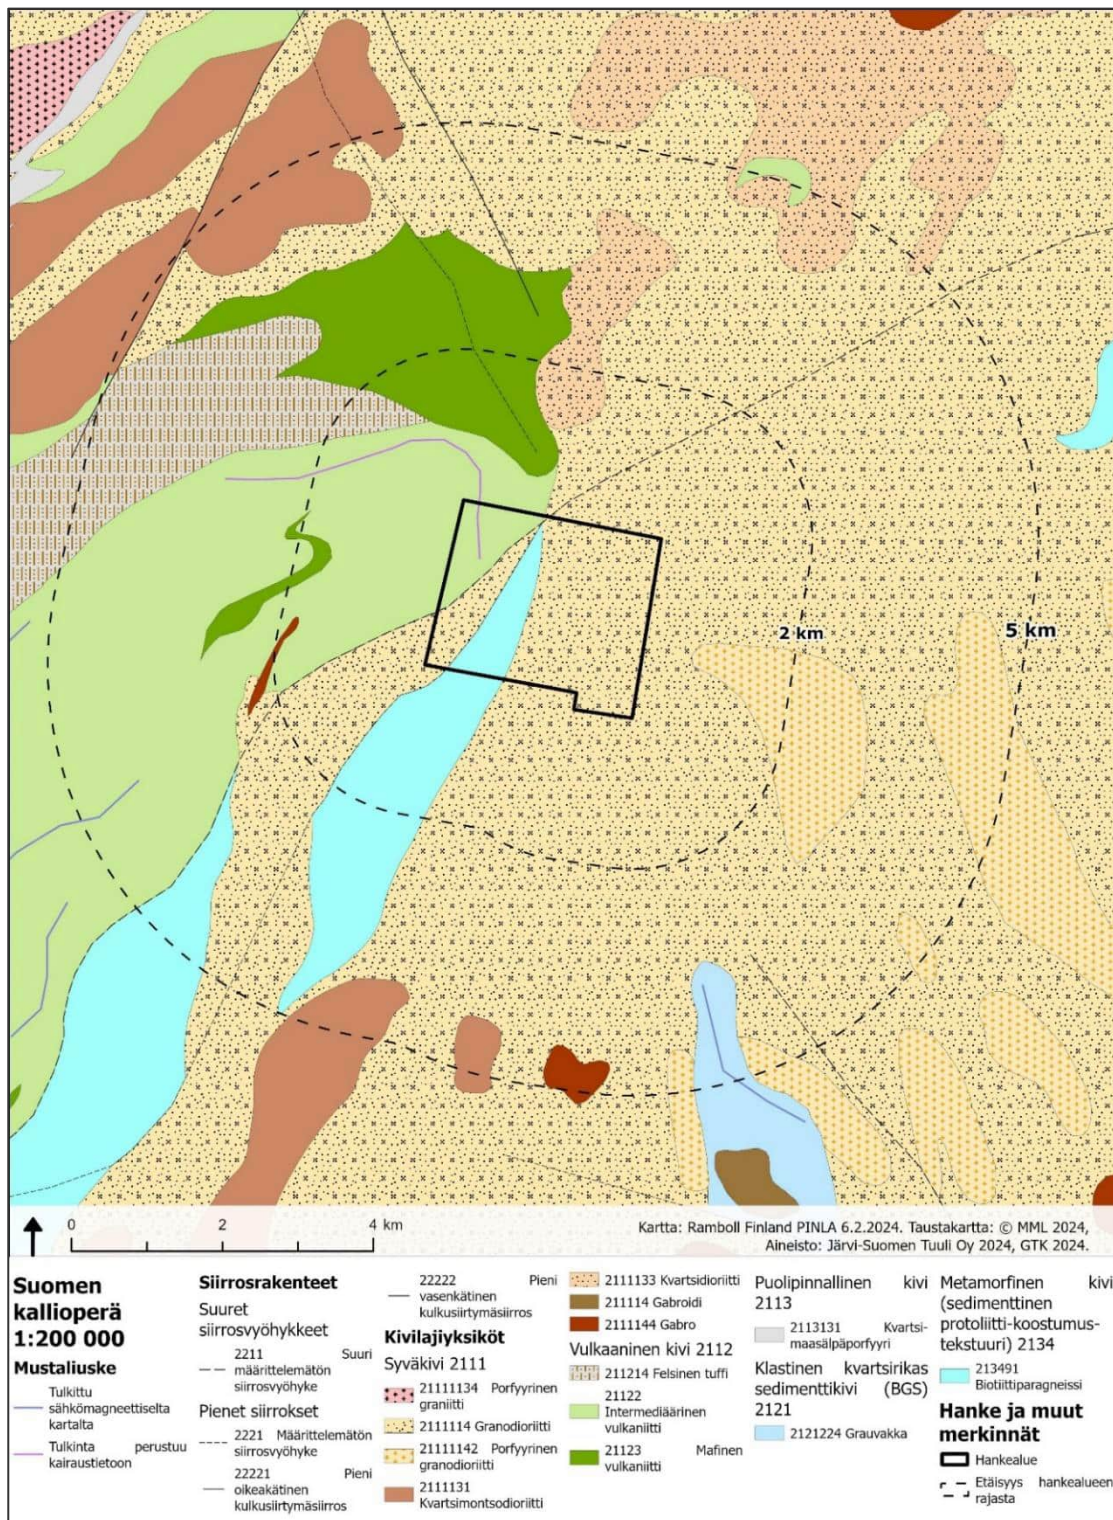 2 km
5 km
0 2 4 km
Kartta: Ramboll Finland PINLA 6.2.2024. Taustakartta: © MML 2024,
Aineisto: Järvi-Suomen Tuuli Oy 2024, GTK 2024.
Suomen
kallioperä
1:200 000
Mustaliuske
Tulkittu
sähkömagneettiselta
kartalta
Tulkinta perustuu
kairaustietoon
Siirrosrakenteet
Suuret
siirrosvyöhykkeet
2211 Suuri
määrittelemätön
siirrosvyöhyke
Pienet siirrokset
2221 Määrittelemätön
siirrosvyöhyke
22221 Pieni
oikeakätinen
kulkusiirtymäsiirros
22222 Pieni
vasenkätinen
kulkusiirtymäsiirros
Kivilajiyksiköt
Syväkivi 2111
21111134 Porfyyrinen
graniitti
2111114 Granodioriitti
21111142 Porfyyrinen
granodioriitti
2111131
Kvartsimontsodioriitti
2111133 Kvartsidioriitti
211114 Gabroidi
2111144 Gabro
Vulkaaninen kivi 2112
211214 Felsinen tuffi
21122
Intermediäärinen
vulkaniitti
21123 Mafinen
vulkaniitti
Puolipinnallinen kivi
2113
2113131 Kvartsi-
maasälpäporfyyri
Klastinen kvartsirikas
sedimenttikivi (BGS)
2121
2121224 Grauvakka
Metamorfinen kivi
(sedimenttinen
protoliitti-koostumus-
tekstuuri) 2134
213491
Biotiittiparagneissi
Hanke ja muut
merkinnät
Hankealue
Etäisyys hankealueen
rajasta